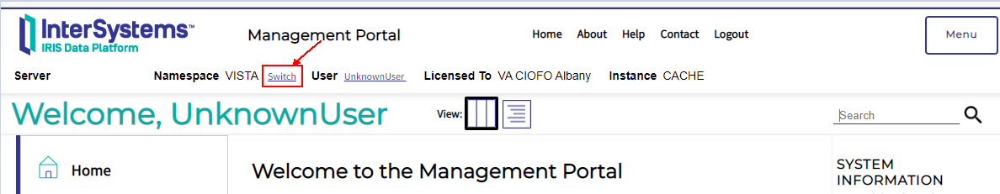 InterSystems™
IRIS Data Platform
Management Portal
Home About Help Contact Logout
Menu
Server Namespace VISTA Switch User UnknownUser Licensed To VA CIOFO Albany Instance CACHE
Welcome, UnknownUser
View:
Search
Home
Welcome to the Management Portal
SYSTEM
INFORMATION